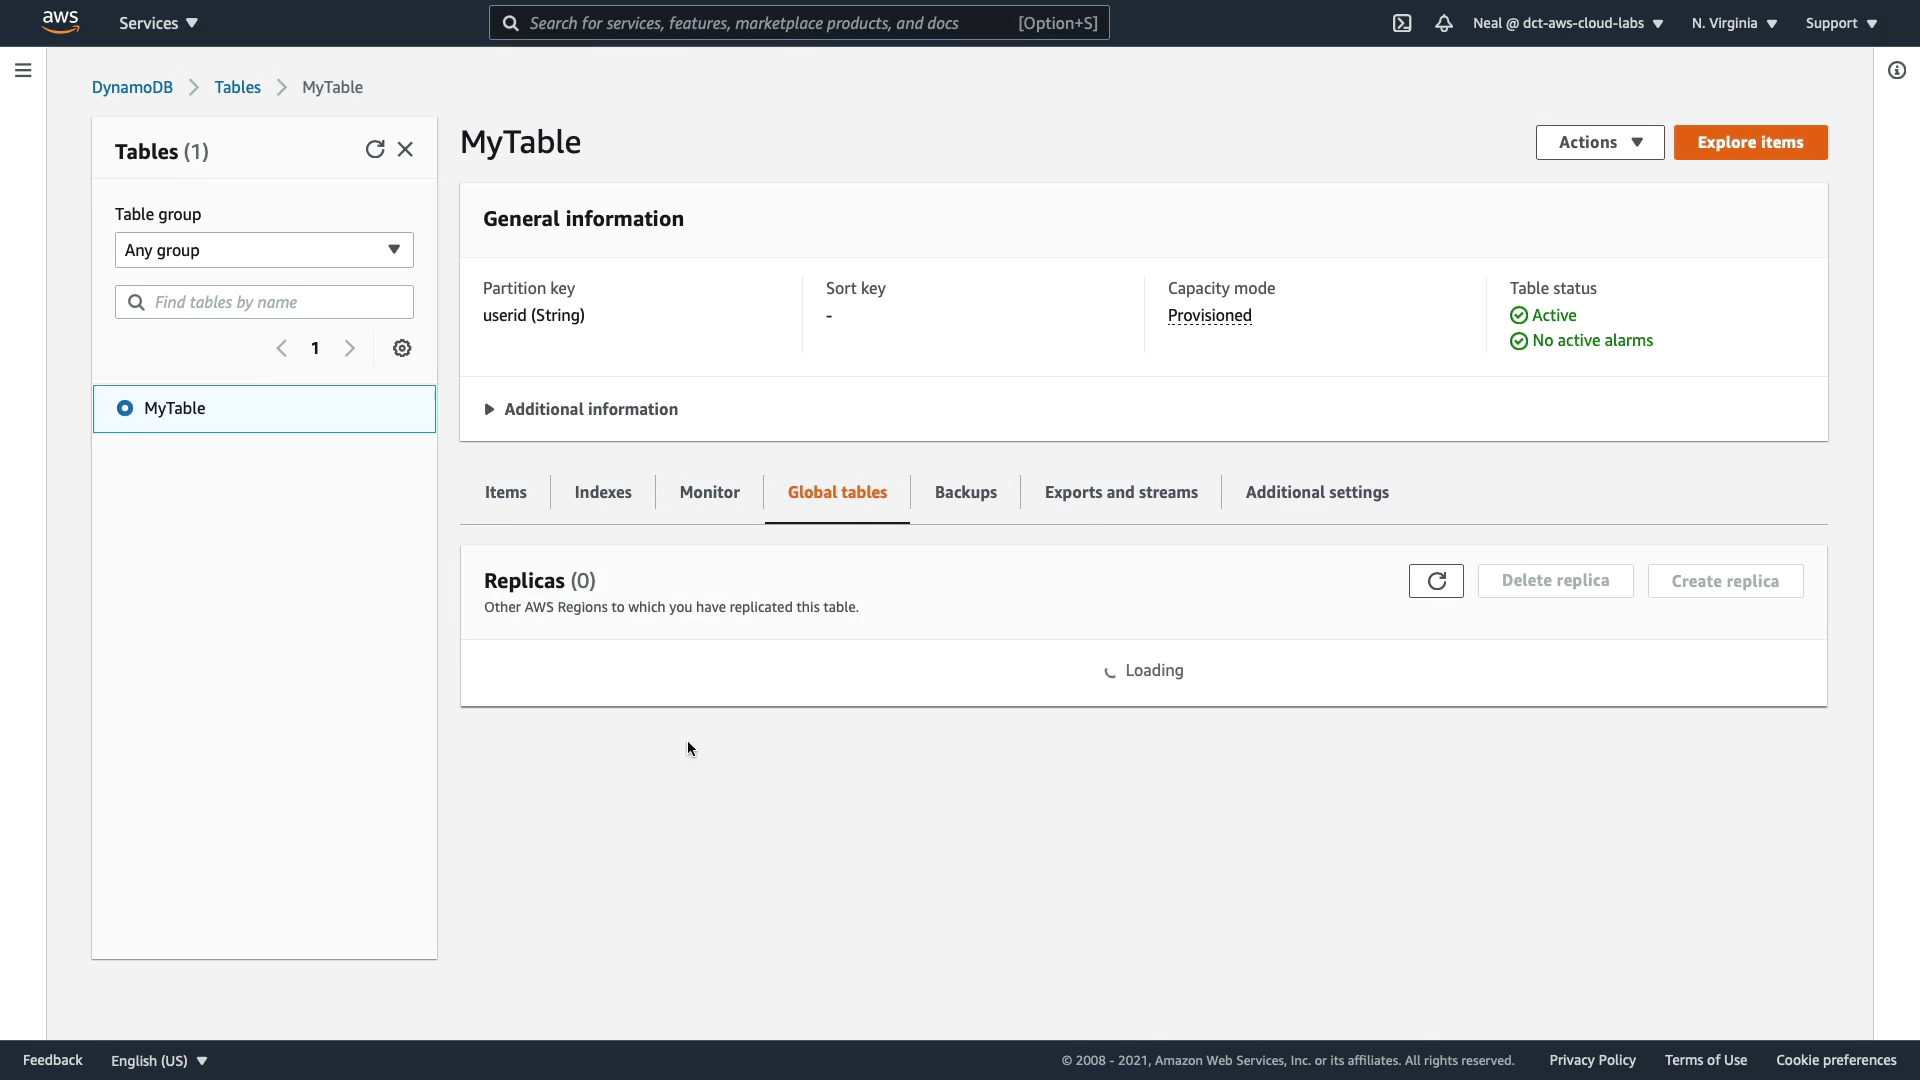 aws
Services
Search for services, features, marketplace products, and docs [Option+S]
Neal @ dct-aws-cloud-labs
N. Virginia
Support
DynamoDB
Tables
MyTable
Tables (1)
Table group
Any group
Find tables by name
1
MyTable
MyTable
Actions
Explore items
General information
Partition key
userid (String)
Sort key
-
Capacity mode
Provisioned
Table status
Active
No active alarms
Additional information
Items
Indexes
Monitor
Global tables
Backups
Exports and streams
Additional settings
Replicas (0)
Other AWS Regions to which you have replicated this table.
Delete replica
Create replica
Loading
Feedback
English (US)
© 2008 - 2021, Amazon Web Services, Inc. or its affiliates. All rights reserved.
Privacy Policy
Terms of Use
Cookie preferences